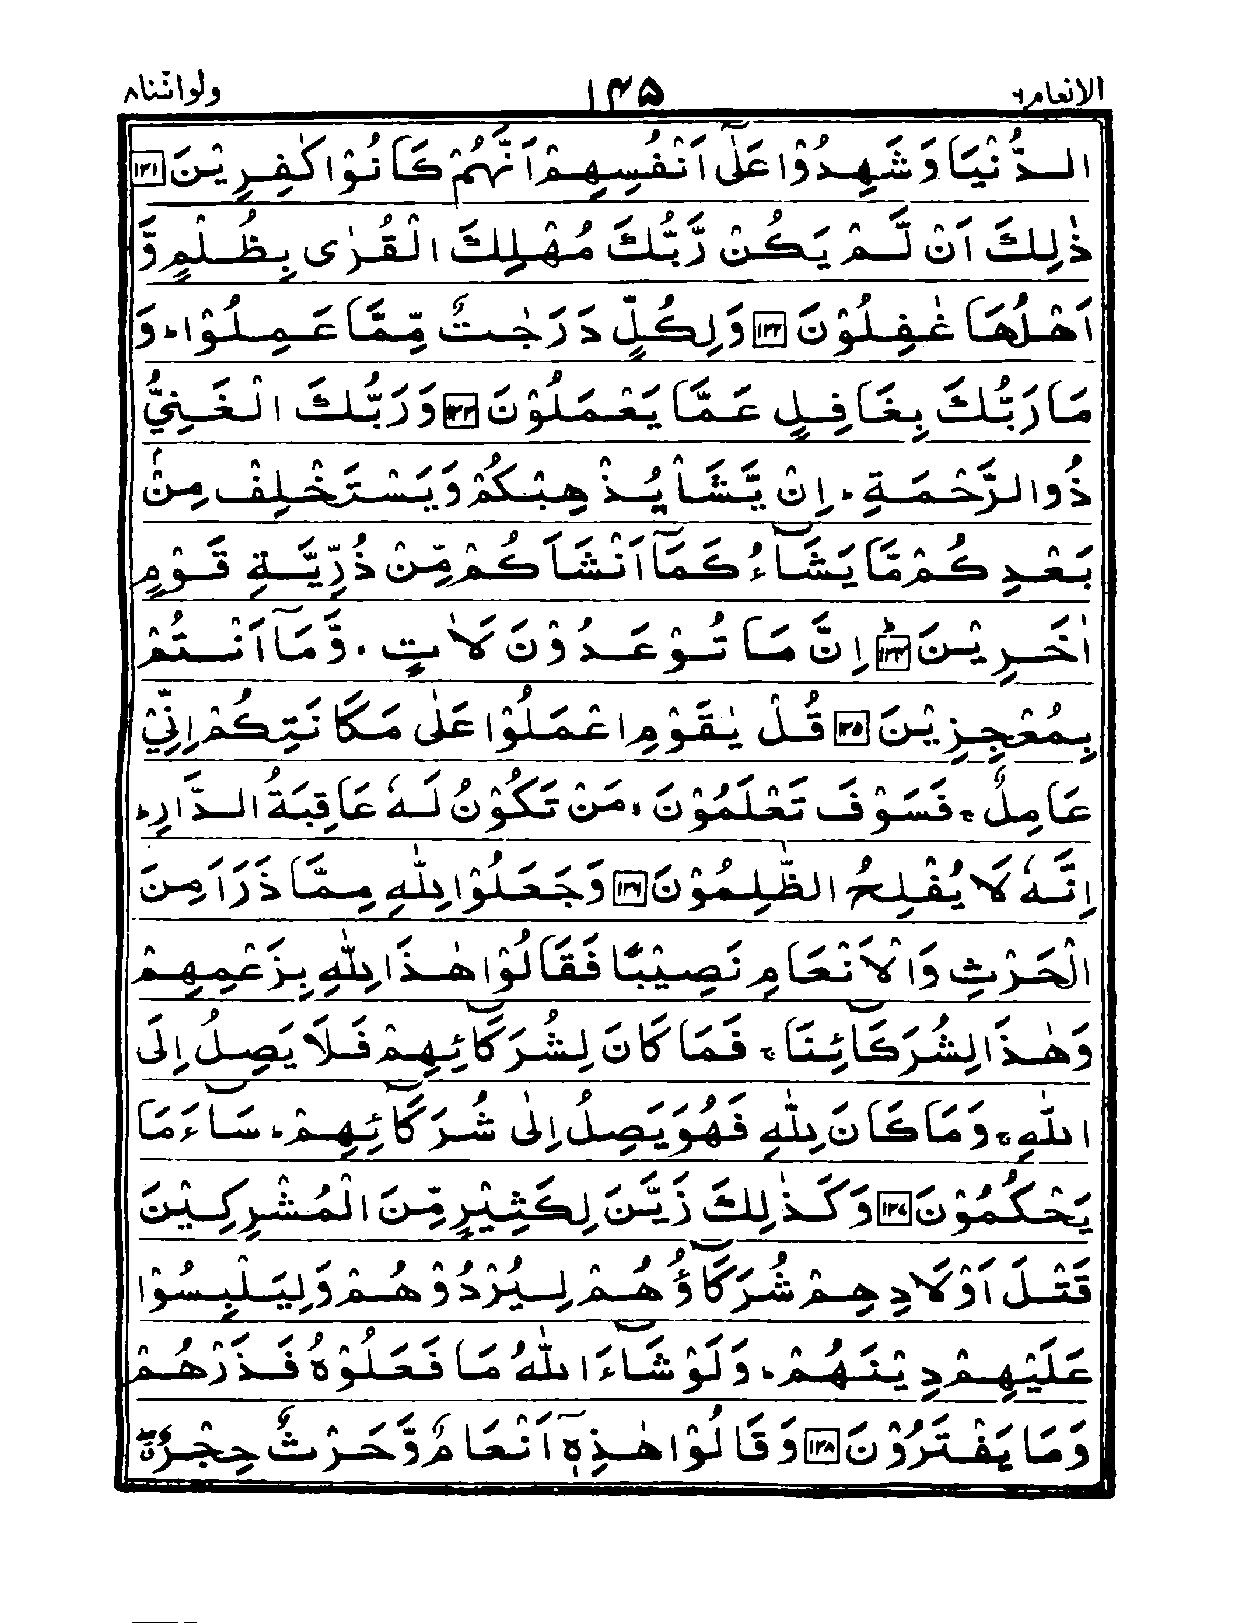 الانعام٦ ١٤٥ ولواننا٨
الدُّنْيَا وَشَهِدُوْا عَلٰٓى اَنْفُسِهِمْ اَنَّهُمْ كَانُوْا كٰفِرِيْنَ ١٣١
ذٰلِكَ اَنْ لَّمْ يَكُنْ رَّبُّكَ مُهْلِكَ الْقُرٰى بِظُلْمٍ وَّ
اَهْلُهَا غٰفِلُوْنَ ١٣٢ وَلِكُلٍّ دَرَجٰتٌ مِّمَّا عَمِلُوْا ؕ وَ
مَا رَبُّكَ بِغَافِلٍ عَمَّا يَعْمَلُوْنَ ١٣٣ وَرَبُّكَ الْغَنِيُّ
ذُو الرَّحْمَةِ ؕ اِنْ يَّشَاْ يُذْهِبْكُمْ وَيَسْتَخْلِفْ مِنْۢ
بَعْدِكُمْ مَّا يَشَآءُ كَمَآ اَنْشَاَكُمْ مِّنْ ذُرِّيَّةِ قَوْمٍ
اٰخَرِيْنَ ؕ ١٣٤ اِنَّ مَا تُوْعَدُوْنَ لَاٰتٍ ۙ وَّمَآ اَنْتُمْ
بِمُعْجِزِيْنَ ١٣٥ قُلْ يٰقَوْمِ اعْمَلُوْا عَلٰى مَكَانَتِكُمْ اِنِّيْ
عَامِلٌ ۚ فَسَوْفَ تَعْلَمُوْنَ ۙ مَنْ تَكُوْنُ لَهٗ عَاقِبَةُ الدَّارِ ؕ
اِنَّهٗ لَا يُفْلِحُ الظّٰلِمُوْنَ ١٣٦ وَجَعَلُوْا لِلّٰهِ مِمَّا ذَرَاَ مِنَ
الْحَرْثِ وَالْاَنْعَامِ نَصِيْبًا فَقَالُوْا هٰذَا لِلّٰهِ بِزَعْمِهِمْ
وَهٰذَا لِشُرَكَآئِنَا ۚ فَمَا كَانَ لِشُرَكَآئِهِمْ فَلَا يَصِلُ اِلَى
اللّٰهِ ۚ وَمَا كَانَ لِلّٰهِ فَهُوَ يَصِلُ اِلٰى شُرَكَآئِهِمْ ؕ سَآءَ مَا
يَحْكُمُوْنَ ١٣٧ وَكَذٰلِكَ زَيَّنَ لِكَثِيْرٍ مِّنَ الْمُشْرِكِيْنَ
قَتْلَ اَوْلَادِهِمْ شُرَكَآؤُهُمْ لِيُرْدُوْهُمْ وَلِيَلْبِسُوْا
عَلَيْهِمْ دِيْنَهُمْ ؕ وَلَوْ شَآءَ اللّٰهُ مَا فَعَلُوْهُ فَذَرْهُمْ
وَمَا يَفْتَرُوْنَ ١٣٨ وَقَالُوْا هٰذِهٖٓ اَنْعَامٌ وَّحَرْثٌ حِجْرٌ ۖ